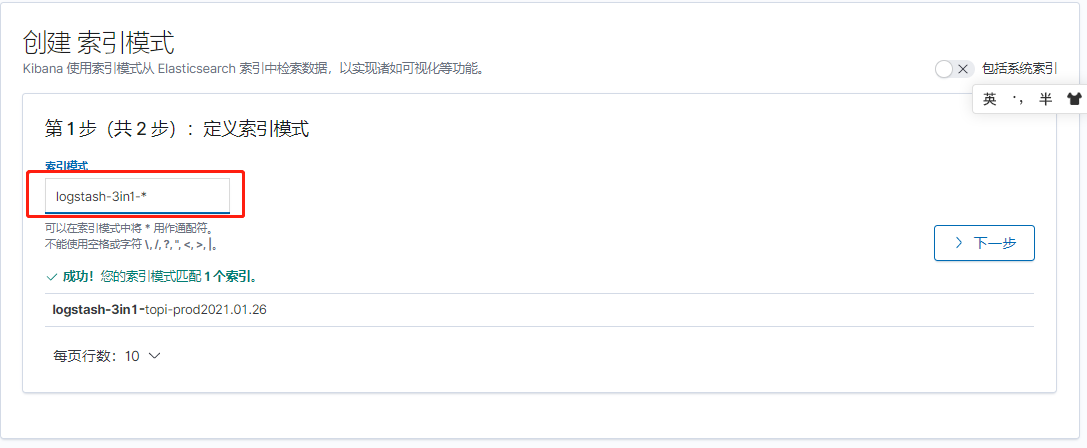 创建 索引模式
Kibana 使用索引模式从 Elasticsearch 索引中检索数据，以实现诸如可视化等功能。
包括系统索引
英 ·, 半
第 1 步（共 2 步）：定义索引模式
索引模式
logstash-3in1-*
可以在索引模式中将 * 用作通配符。
不能使用空格或字符 \, /, ?, ", <, >, |。
下一步
成功！您的索引模式匹配 1 个索引。
logstash-3in1-topi-prod2021.01.26
每页行数：10